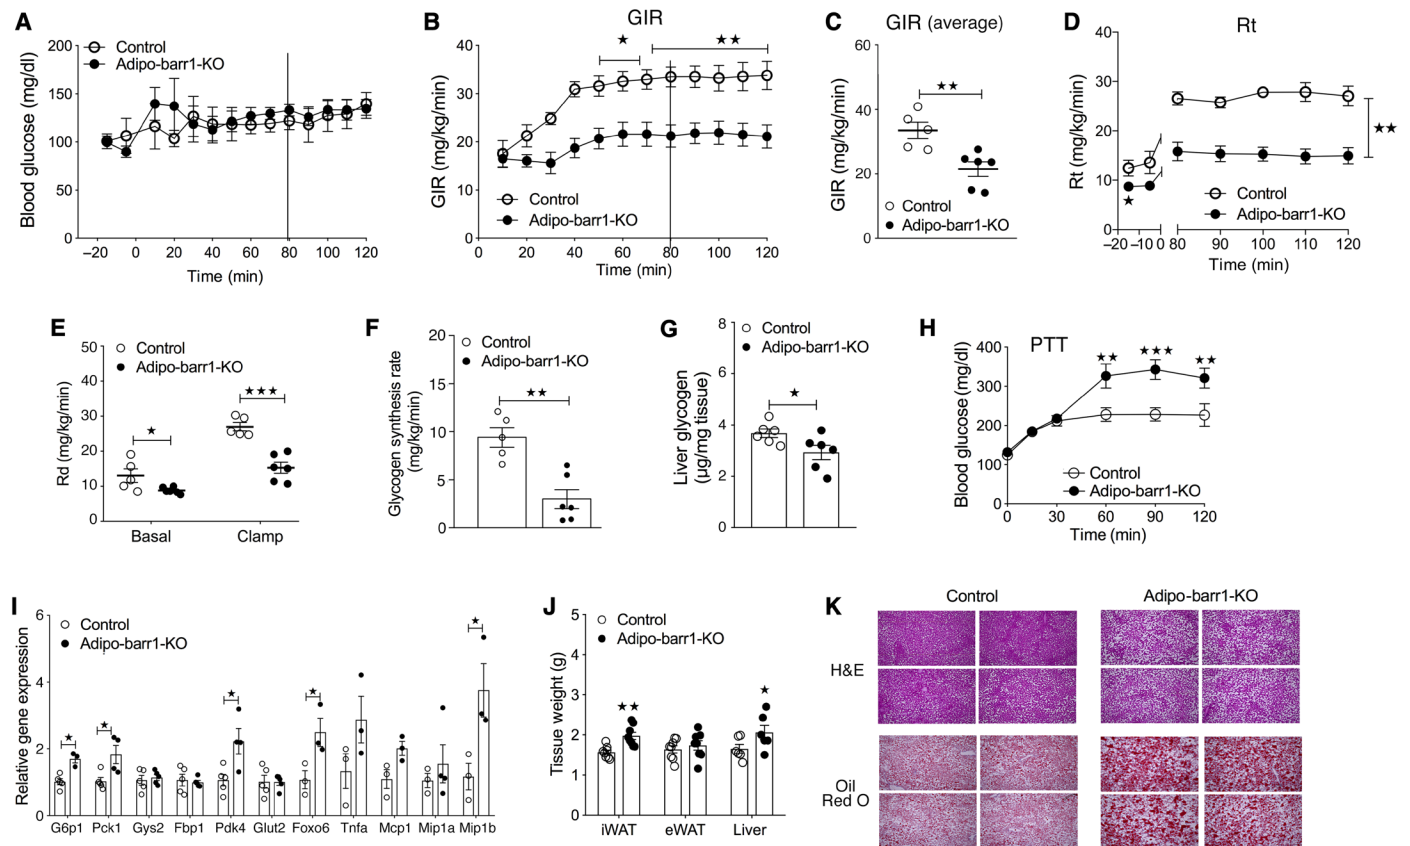 A
Blood glucose (mg/dl)
200
150
100
50
0
Control
Adipo-barr1-KO
−20 0 20 40 60 80 100 120
Time (min)
B
GIR
GIR (mg/kg/min)
40
30
20
10
0
★
★★
Control
Adipo-barr1-KO
0 20 40 60 80 100 120
Time (min)
C
GIR (average)
GIR (mg/kg/min)
60
40
20
0
★★
Control
Adipo-barr1-KO
D
Rt
Rt (mg/kg/min)
40
30
20
10
0
★
★★
Control
Adipo-barr1-KO
−20 −10 0 80 90 100 110 120
Time (min)
E
Rd (mg/kg/min)
50
40
30
20
10
0
Control
Adipo-barr1-KO
★
★★★
Basal Clamp
F
Glycogen synthesis rate
(mg/kg/min)
20
15
10
5
0
Control
Adipo-barr1-KO
★★
G
Liver glycogen
(μg/mg tissue)
8
6
4
2
0
Control
Adipo-barr1-KO
★
H
PTT
Blood glucose (mg/dl)
400
300
200
100
0
★★ ★★★ ★★
Control
Adipo-barr1-KO
0 15 30 60 90 120
Time (min)
I
Relative gene expression
6
4
2
0
Control
Adipo-barr1-KO
★ ★ ★ ★ ★
G6p1 Pck1 Gys2 Fbp1 Pdk4 Glut2 Foxo6 Tnfa Mcp1 Mip1a Mip1b
J
Tissue weight (g)
5
4
3
2
1
0
Control
Adipo-barr1-KO
★★ ★
iWAT eWAT Liver
K
Control Adipo-barr1-KO
H&E
Oil
Red O